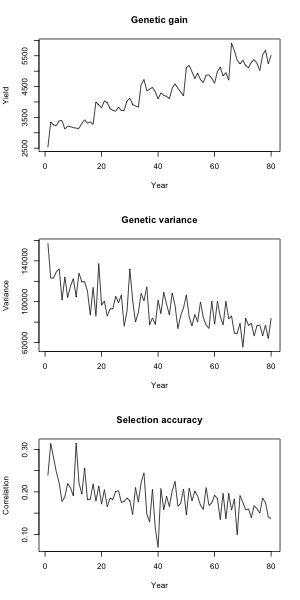 Genetic gain
Yield
2500 3500 4500 5500
0 20 40 60 80
Year
Genetic variance
Variance
60000 100000 140000
0 20 40 60 80
Year
Selection accuracy
Correlation
0.10 0.20 0.30
0 20 40 60 80
Year